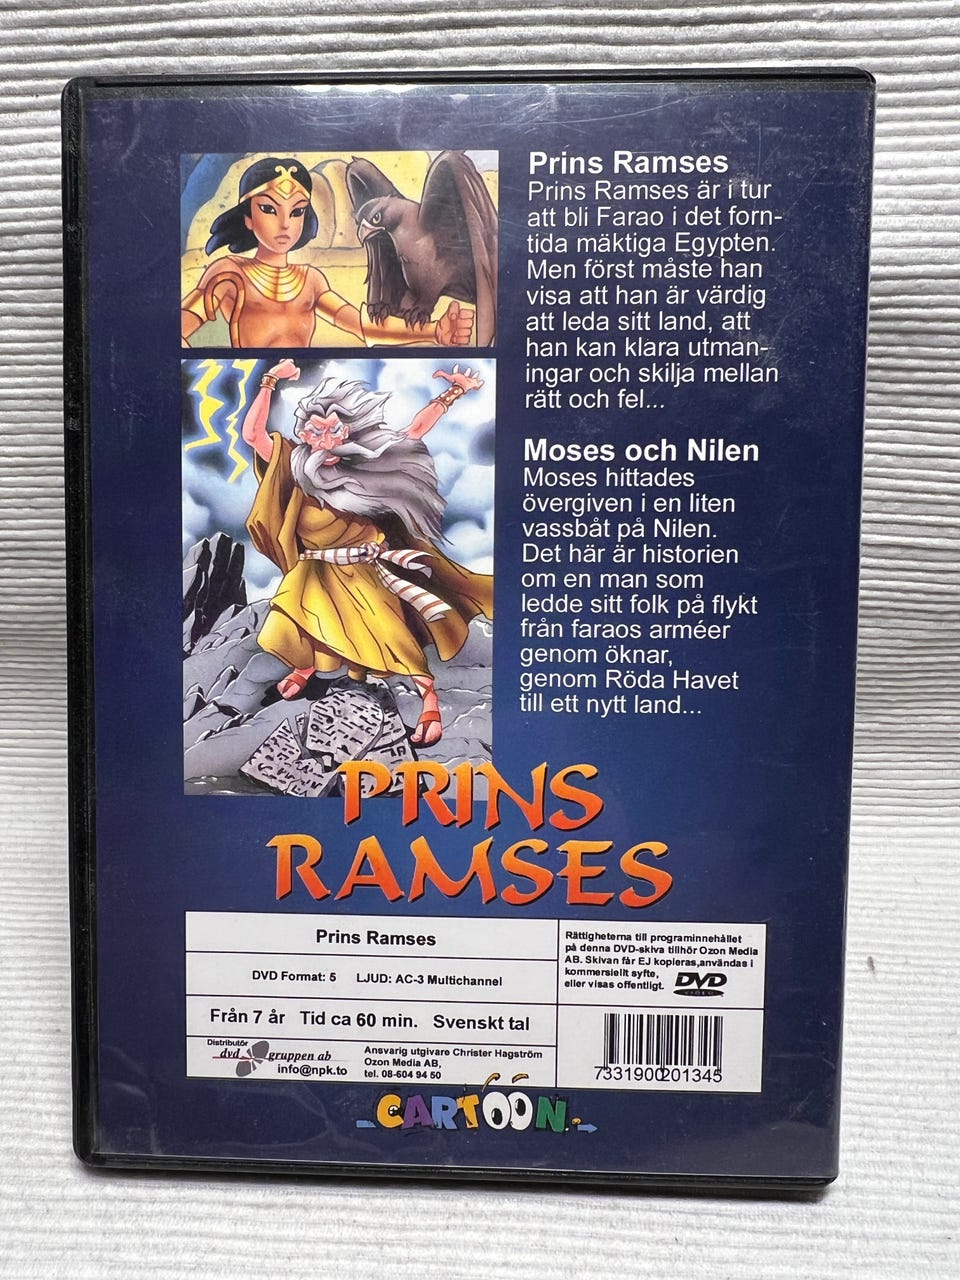 Prins Ramses
Prins Ramses är i tur
att bli Farao i det forn-
tida mäktiga Egypten.
Men först måste han
visa att han är värdig
att leda sitt land, att
han kan klara utman-
ingar och skilja mellan
rätt och fel...
Moses och Nilen
Moses hittades
övergiven i en liten
vassbåt på Nilen.
Det här är historien
om en man som
ledde sitt folk på flykt
från faraos arméer
genom öknar,
genom Röda Havet
till ett nytt land...
PRINS
RAMSES
Prins Ramses
DVD Format: 5 LJUD: AC-3 Multichannel
Från 7 år Tid ca 60 min. Svenskt tal
Distributör
dvd gruppen ab
info@npk.to
Ansvarig utgivare Christer Hagström
Ozon Media AB,
tel. 08-604 94 50
Rättigheterna till programinnehållet
på denna DVD-skiva tillhör Ozon Media
AB. Skivan får EJ kopieras,användas i
kommersiellt syfte,
eller visas offentligt.
DVD
VIDEO
7331900201345
CARTOON